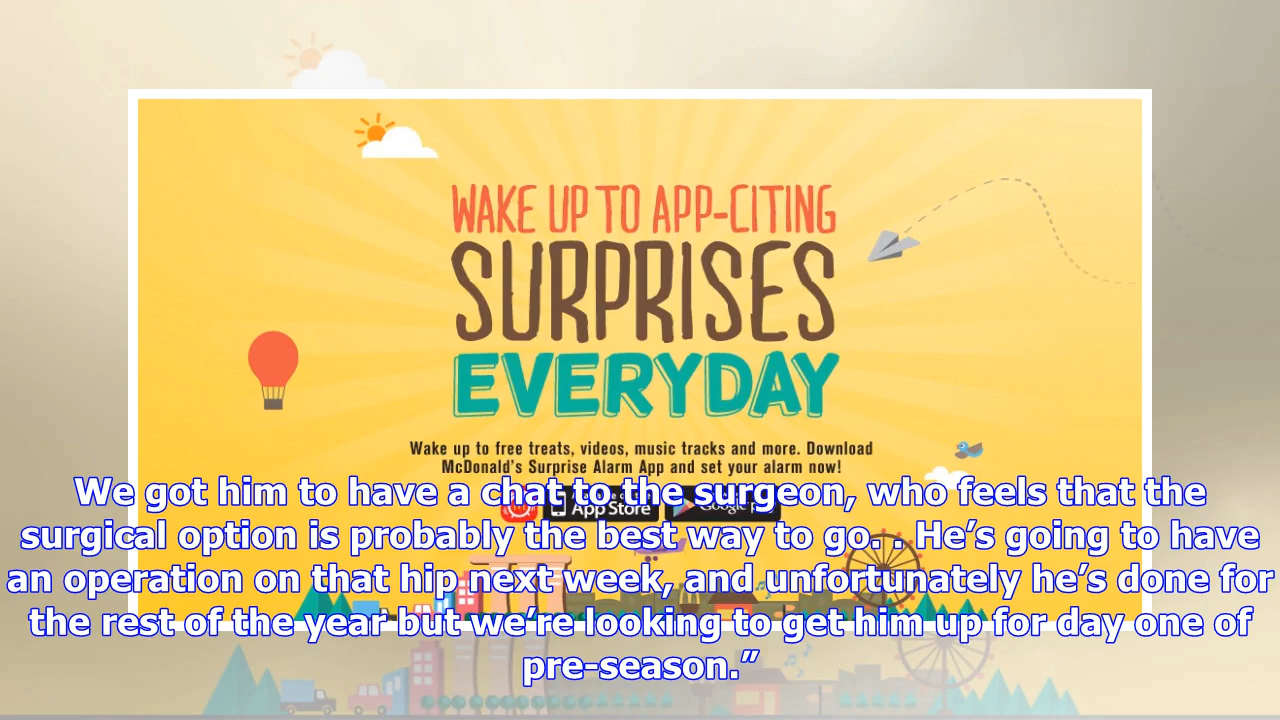 WAKE UP TO APP-CITING
SURPRISES
EVERYDAY
Wake up to free treats, videos, music tracks and more. Download
McDonald's Surprise Alarm App and set your alarm now!
App Store
We got him to have a chat to the surgeon, who feels that the
surgical option is probably the best way to go. He’s going to have
an operation on that hip next week, and unfortunately he’s done for
the rest of the year but we’re looking to get him up for day one of
pre-season.”